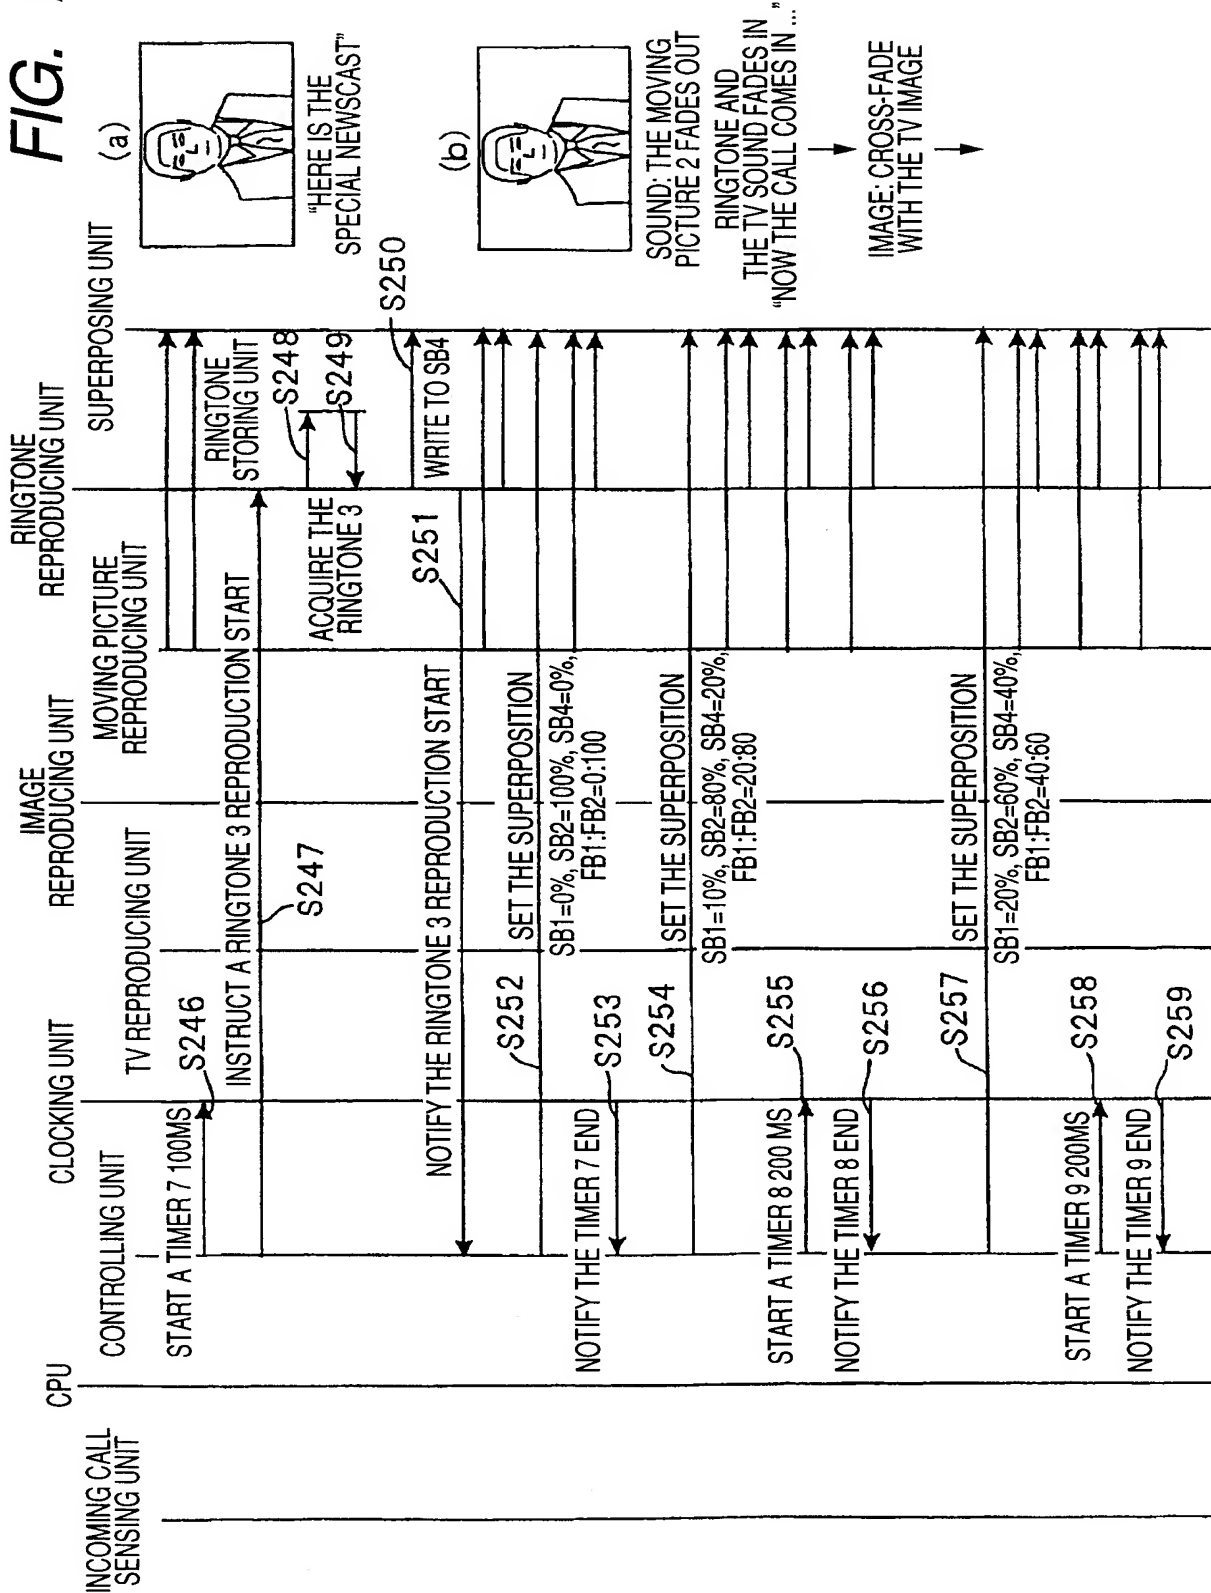 FIG.
INCOMING CALL
SENSING UNIT
CPU
CONTROLLING UNIT
CLOCKING UNIT
TV REPRODUCING UNIT
IMAGE
REPRODUCING UNIT
MOVING PICTURE
REPRODUCING UNIT
RINGTONE
REPRODUCING UNIT
SUPERPOSING UNIT
START A TIMER 7 100MS
S246
INSTRUCT A RINGTONE 3 REPRODUCTION START
S247
RINGTONE
STORING UNIT
S248
S249
ACQUIRE THE
RINGTONE 3
S250
WRITE TO SB4
S251
NOTIFY THE RINGTONE 3 REPRODUCTION START
S252
SET THE SUPERPOSITION
SB1=0%, SB2=100%, SB4=0%,
FB1:FB2=0:100
S253
NOTIFY THE TIMER 7 END
S254
SET THE SUPERPOSITION
SB1=10%, SB2=80%, SB4=20%,
FB1:FB2=20:80
S255
START A TIMER 8 200 MS
S256
NOTIFY THE TIMER 8 END
S257
SET THE SUPERPOSITION
SB1=20%, SB2=60%, SB4=40%,
FB1:FB2=40:60
S258
START A TIMER 9 200MS
S259
NOTIFY THE TIMER 9 END
(a)
"HERE IS THE
SPECIAL NEWSCAST"
(b)
SOUND: THE MOVING
PICTURE 2 FADES OUT
RINGTONE AND
THE TV SOUND FADES IN
"NOW THE CALL COMES IN ..."
IMAGE: CROSS-FADE
WITH THE TV IMAGE